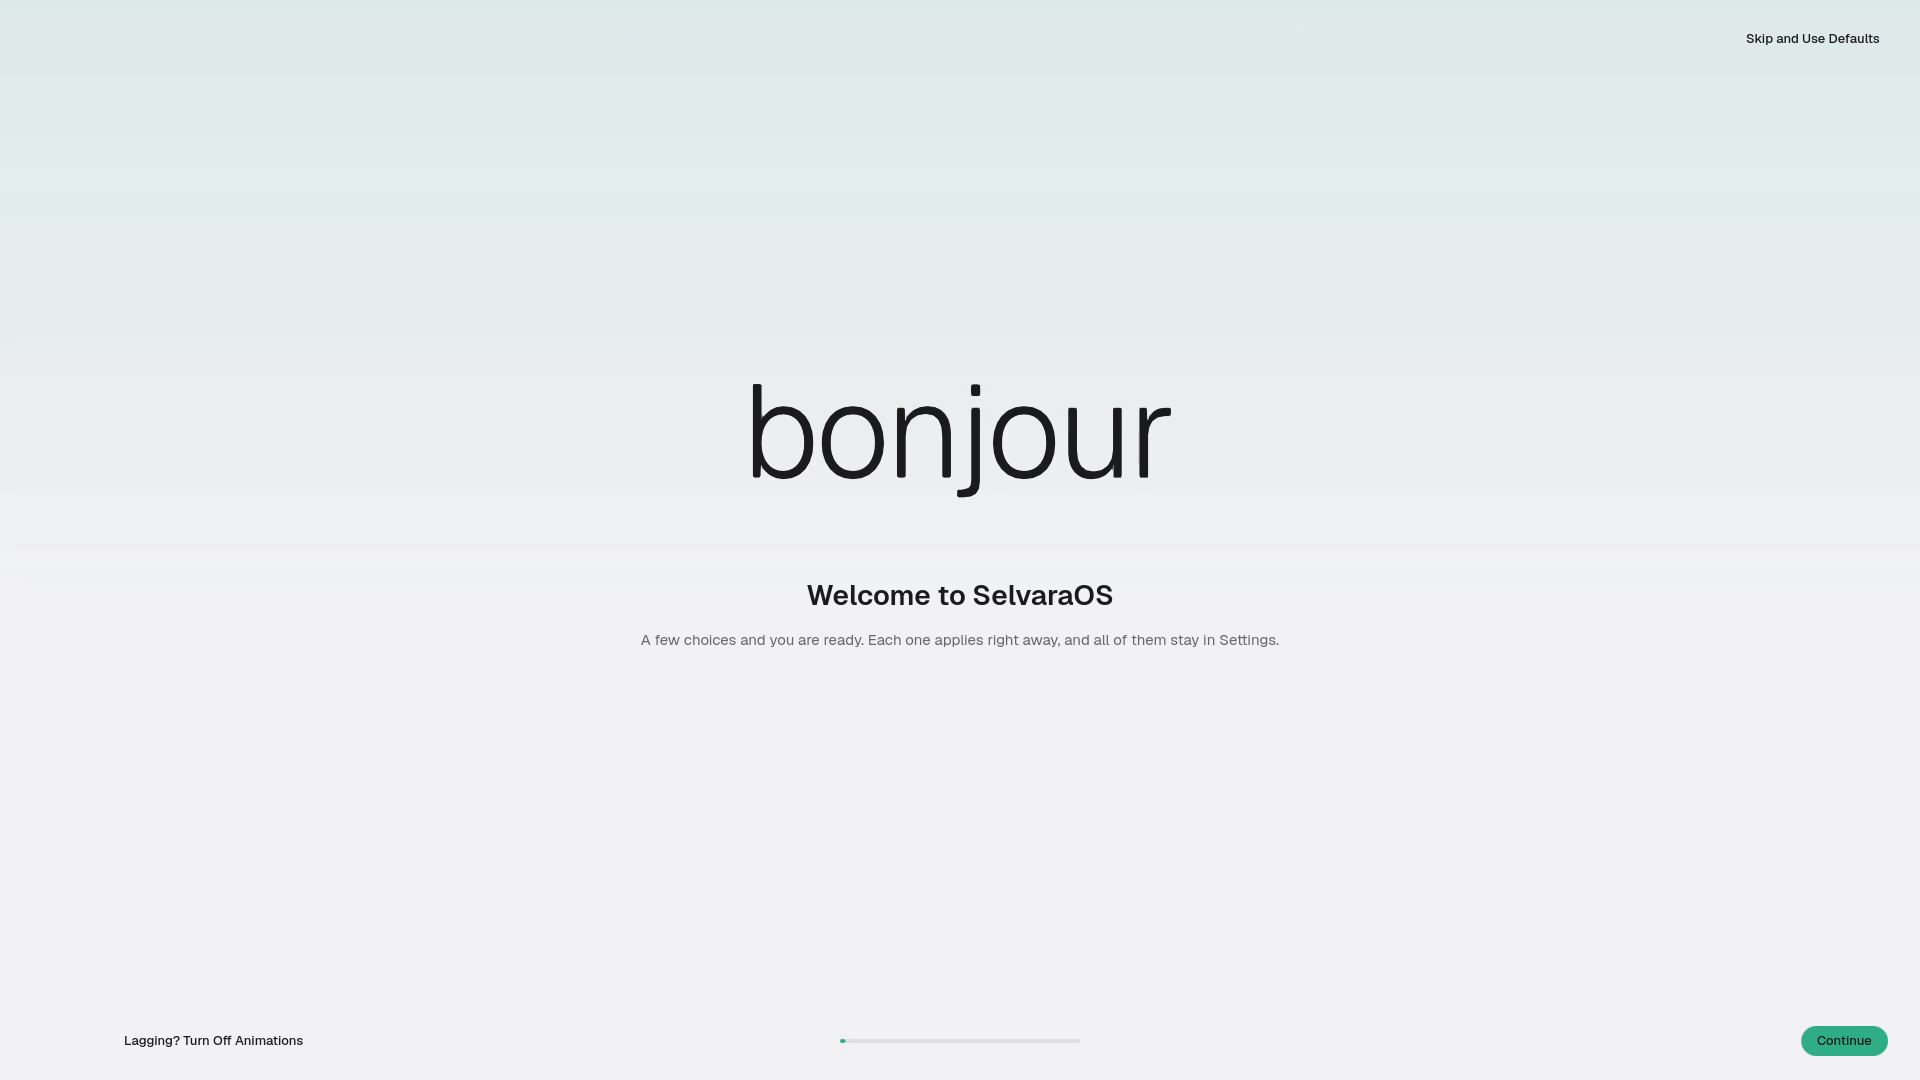 Skip and Use Defaults
bonjour
Welcome to SelvaraOS
A few choices and you are ready. Each one applies right away, and all of them stay in Settings.
Lagging? Turn Off Animations
Continue